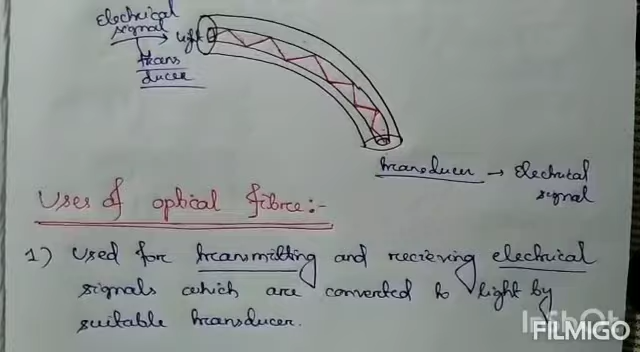 Electrical
signal
Light
trans
ducer
transducer → Electrical
signal
Uses of optical fibre:-
1) Used for transmitting and recieving electrical
signals which are converted to light by
suitable transducer.
InShot
FILMIGO